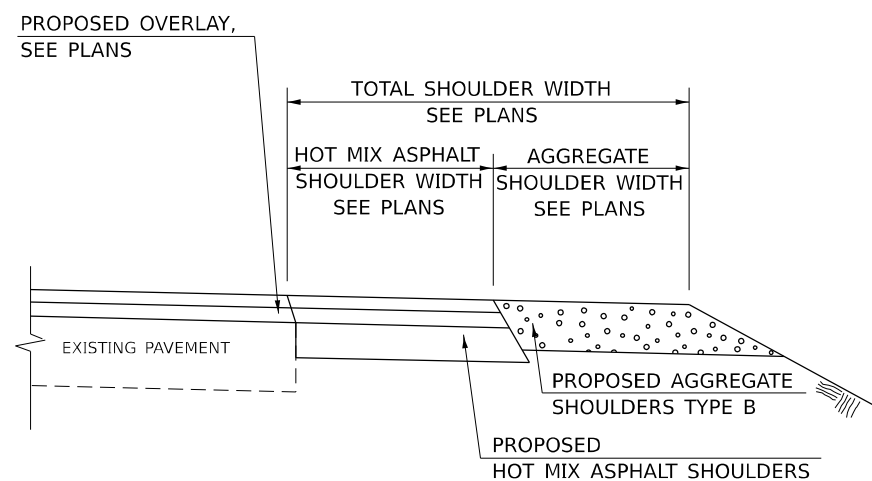 PROPOSED OVERLAY,
SEE PLANS
TOTAL SHOULDER WIDTH
SEE PLANS
HOT MIX ASPHALT
SHOULDER WIDTH
SEE PLANS
AGGREGATE
SHOULDER WIDTH
SEE PLANS
EXISTING PAVEMENT
PROPOSED AGGREGATE
SHOULDERS TYPE B
PROPOSED
HOT MIX ASPHALT SHOULDERS